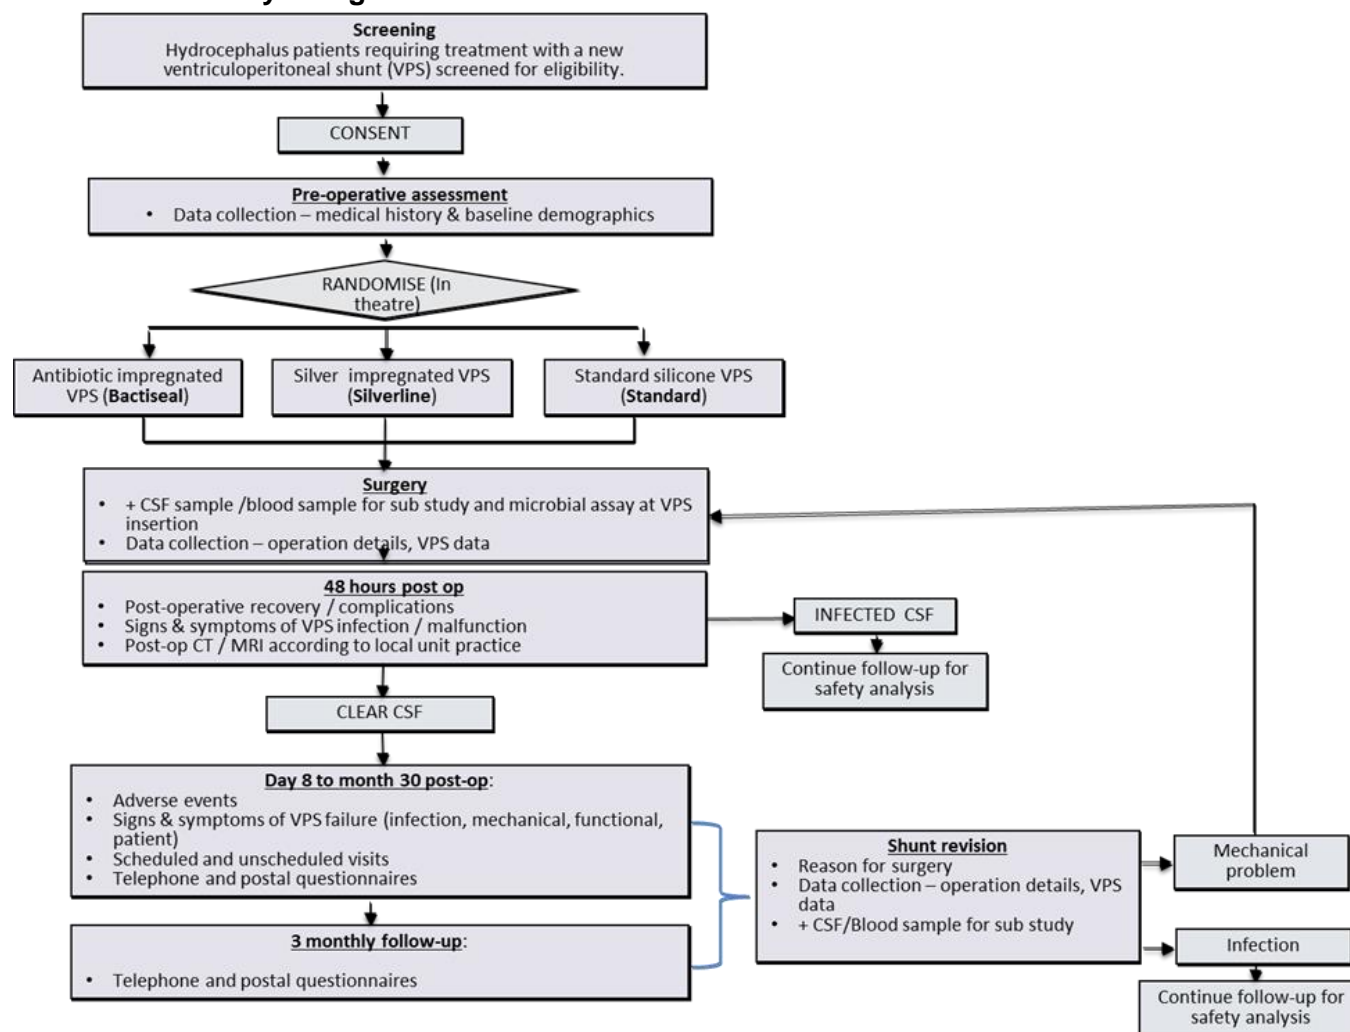 Screening
Hydrocephalus patients requiring treatment with a new
ventriculoperitoneal shunt (VPS) screened for eligibility.
CONSENT
Pre-operative assessment
• Data collection – medical history & baseline demographics
RANDOMISE (In
theatre)
Antibiotic impregnated
VPS (Bactiseal)
Silver impregnated VPS
(Silverline)
Standard silicone VPS
(Standard)
Surgery
• + CSF sample /blood sample for sub study and microbial assay at VPS
insertion
• Data collection – operation details, VPS data
48 hours post op
• Post-operative recovery / complications
• Signs & symptoms of VPS infection / malfunction
• Post-op CT / MRI according to local unit practice
INFECTED CSF
Continue follow-up for
safety analysis
CLEAR CSF
Day 8 to month 30 post-op:
• Adverse events
• Signs & symptoms of VPS failure (infection, mechanical, functional,
patient)
• Scheduled and unscheduled visits
• Telephone and postal questionnaires
3 monthly follow-up:
• Telephone and postal questionnaires
Shunt revision
• Reason for surgery
• Data collection – operation details, VPS
data
• + CSF/Blood sample for sub study
Mechanical
problem
Infection
Continue follow-up for
safety analysis